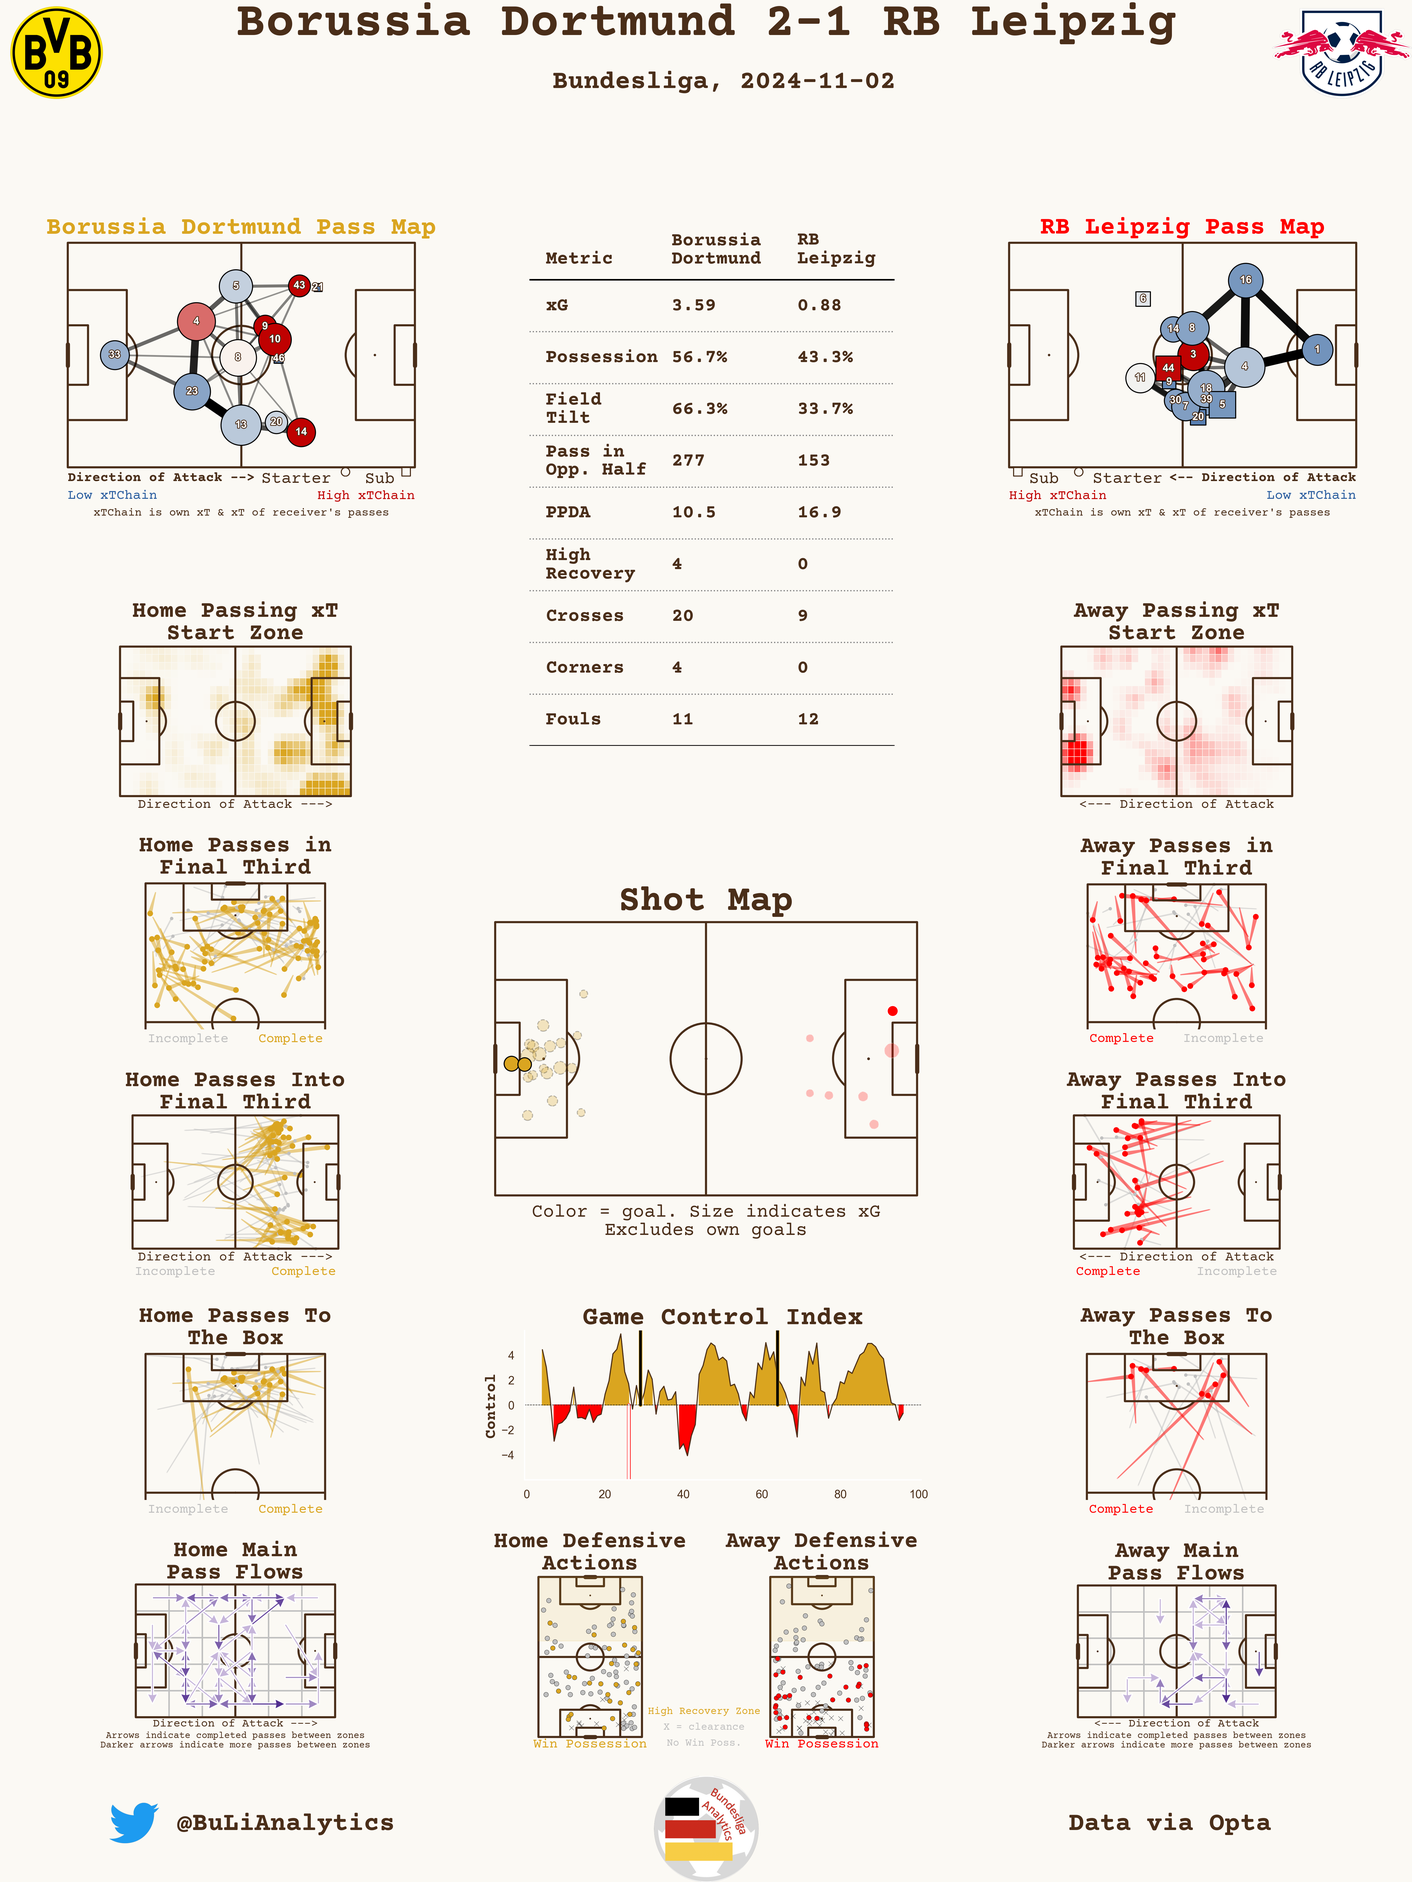 Borussia Dortmund 2-1 RB Leipzig
Bundesliga, 2024-11-02
BVB
09
RB LEIPZIG
Borussia Dortmund Pass Map
33
4
23
5
8
13
9
10
46
43
21
20
14
Direction of Attack --> Starter Sub
Low xTChain High xTChain
xTChain is own xT & xT of receiver's passes
Metric Borussia Dortmund RB Leipzig
xG 3.59 0.88
Possession 56.7% 43.3%
Field Tilt 66.3% 33.7%
Pass in Opp. Half 277 153
PPDA 10.5 16.9
High Recovery 4 0
Crosses 20 9
Corners 4 0
Fouls 11 12
RB Leipzig Pass Map
6
16
14
8
3
1
44
4
11
9
18
30
7
39
5
20
Sub Starter <-- Direction of Attack
High xTChain Low xTChain
xTChain is own xT & xT of receiver's passes
Home Passing xT
Start Zone
Direction of Attack --->
Away Passing xT
Start Zone
<--- Direction of Attack
Home Passes in
Final Third
Incomplete Complete
Away Passes in
Final Third
Complete Incomplete
Shot Map
Color = goal. Size indicates xG
Excludes own goals
Home Passes Into
Final Third
Direction of Attack --->
Incomplete Complete
Away Passes Into
Final Third
<--- Direction of Attack
Complete Incomplete
Home Passes To
The Box
Incomplete Complete
Game Control Index
Control
4
2
0
−2
−4
0 20 40 60 80 100
Away Passes To
The Box
Complete Incomplete
Home Main
Pass Flows
Direction of Attack --->
Arrows indicate completed passes between zones
Darker arrows indicate more passes between zones
Home Defensive
Actions
Win Possession
High Recovery Zone
X = clearance
No Win Poss.
Away Defensive
Actions
Win Possession
Away Main
Pass Flows
<--- Direction of Attack
Arrows indicate completed passes between zones
Darker arrows indicate more passes between zones
@BuLiAnalytics
Bundesliga
Analytics
Data via Opta